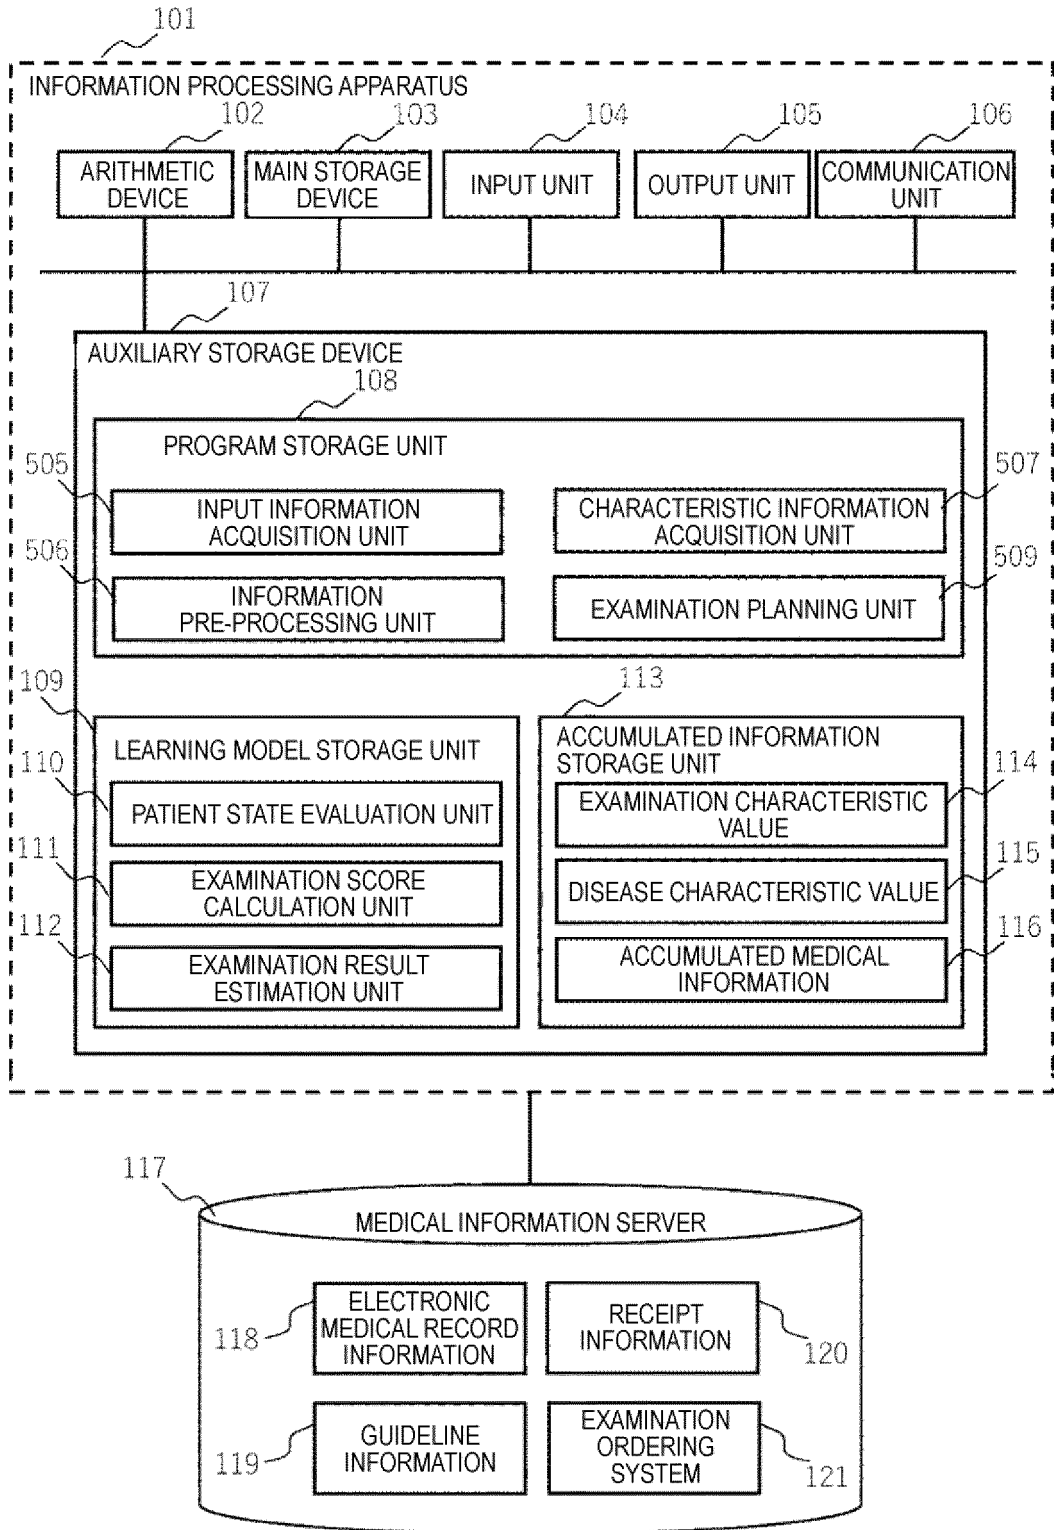 101
INFORMATION PROCESSING APPARATUS
102
103
104
105
106
ARITHMETIC
DEVICE
MAIN STORAGE
DEVICE
INPUT UNIT
OUTPUT UNIT
COMMUNICATION
UNIT
107
AUXILIARY STORAGE DEVICE
108
PROGRAM STORAGE UNIT
505
INPUT INFORMATION
ACQUISITION UNIT
507
CHARACTERISTIC INFORMATION
ACQUISITION UNIT
506
INFORMATION
PRE-PROCESSING UNIT
509
EXAMINATION PLANNING UNIT
109
LEARNING MODEL STORAGE UNIT
110
PATIENT STATE EVALUATION UNIT
111
EXAMINATION SCORE
CALCULATION UNIT
112
EXAMINATION RESULT
ESTIMATION UNIT
113
ACCUMULATED INFORMATION
STORAGE UNIT
114
EXAMINATION CHARACTERISTIC
VALUE
115
DISEASE CHARACTERISTIC VALUE
116
ACCUMULATED MEDICAL
INFORMATION
117
MEDICAL INFORMATION SERVER
118
ELECTRONIC
MEDICAL RECORD
INFORMATION
RECEIPT
INFORMATION
120
119
GUIDELINE
INFORMATION
EXAMINATION
ORDERING
SYSTEM
121